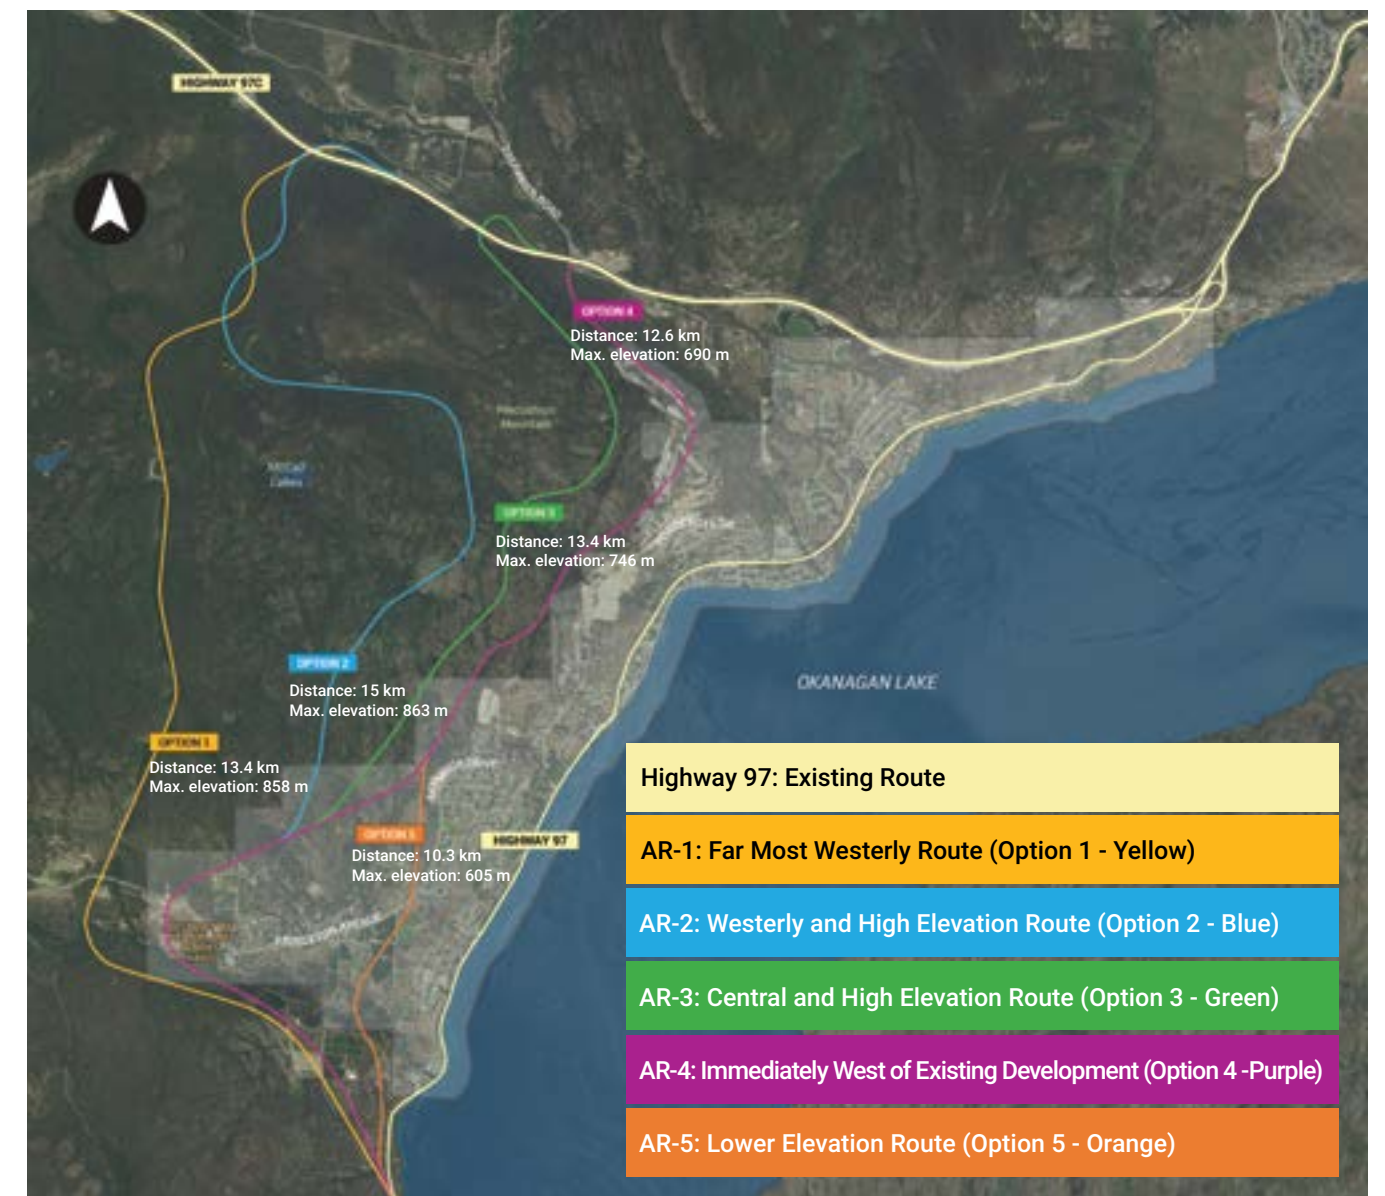 HIGHWAY 97C
OPTION 4
Distance: 12.6 km
Max. elevation: 690 m
OPTION 3
Distance: 13.4 km
Max. elevation: 746 m
OPTION 2
Distance: 15 km
Max. elevation: 863 m
OKANAGAN LAKE
OPTION 1
Distance: 13.4 km
Max. elevation: 858 m
OPTION 5
HIGHWAY 97
Distance: 10.3 km
Max. elevation: 605 m
Highway 97: Existing Route
AR-1: Far Most Westerly Route (Option 1 - Yellow)
AR-2: Westerly and High Elevation Route (Option 2 - Blue)
AR-3: Central and High Elevation Route (Option 3 - Green)
AR-4: Immediately West of Existing Development (Option 4 -Purple)
AR-5: Lower Elevation Route (Option 5 - Orange)